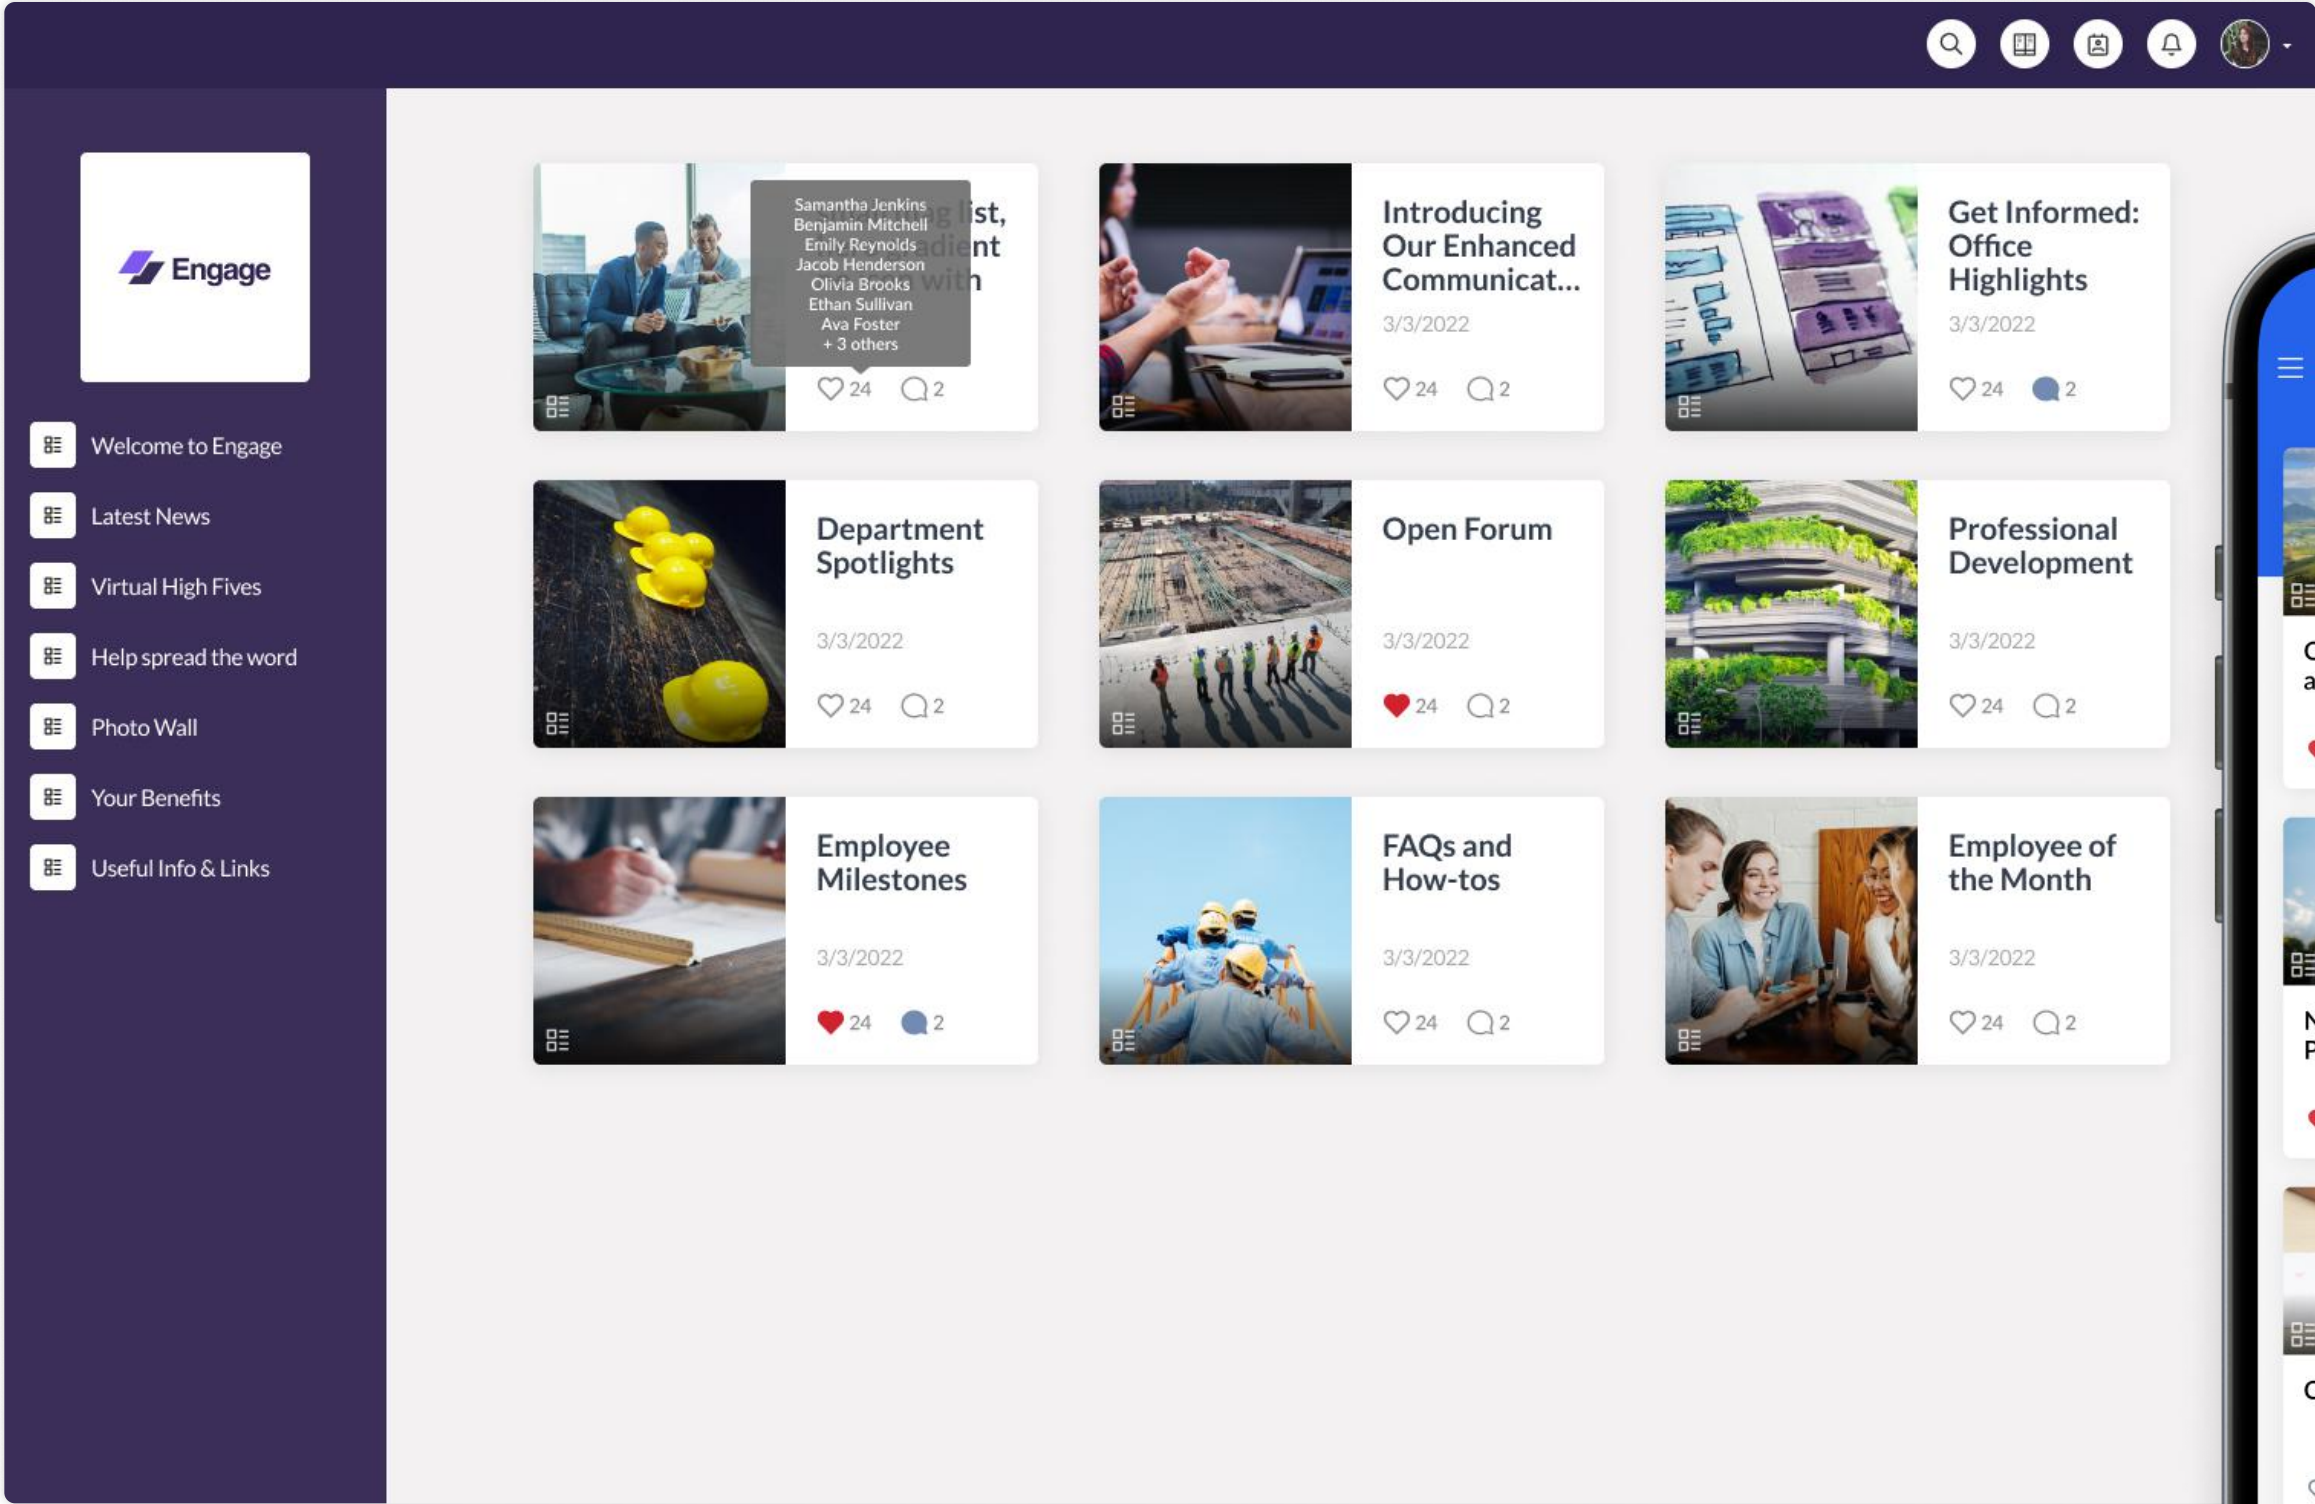 Engage
Welcome to Engage
Latest News
Virtual High Fives
Help spread the word
Photo Wall
Your Benefits
Useful Info & Links
Samantha Jenkins
Benjamin Mitchell
Emily Reynolds
Jacob Henderson
Olivia Brooks
Ethan Sullivan
Ava Foster
+ 3 others
list,
with
24 2
Introducing
Our Enhanced
Communicat...
3/3/2022
24 2
Get Informed:
Office
Highlights
3/3/2022
24 2
Department
Spotlights
3/3/2022
24 2
Open Forum
3/3/2022
24 2
Professional
Development
3/3/2022
24 2
Employee
Milestones
3/3/2022
24 2
FAQs and
How-tos
3/3/2022
24 2
Employee of
the Month
3/3/2022
24 2